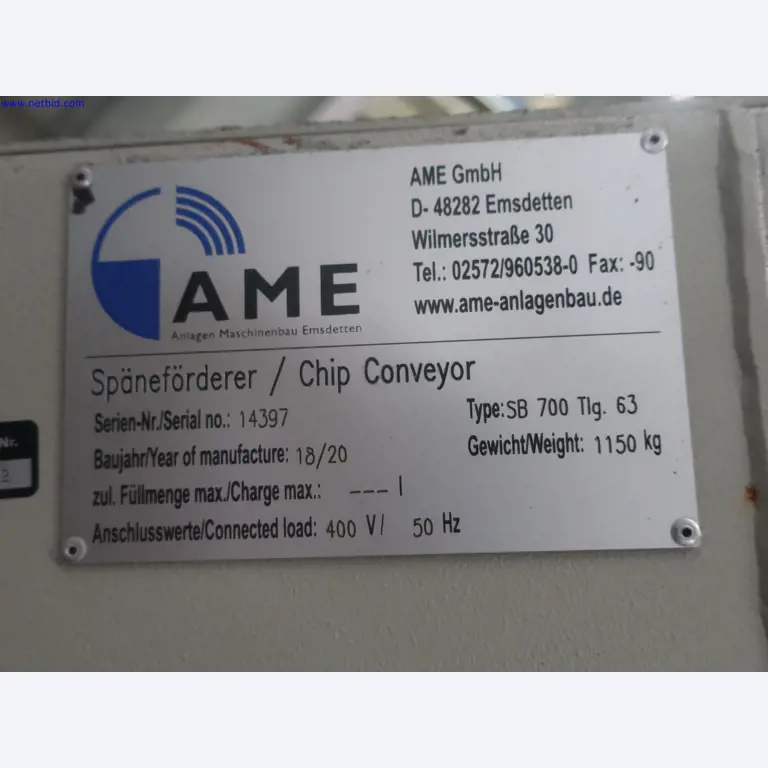 www.netbid.com
AME GmbH
D- 48282 Emsdetten
Wilmersstraße 30
Tel.: 02572/960538-0 Fax: -90
www.ame-anlagenbau.de
AME
Anlagen Maschinenbau Emsdetten
Späneförderer / Chip Conveyor
Serien-Nr./Serial no.: 14397
Type: SB 700 Tlg. 63
Baujahr/Year of manufacture: 18/20
Gewicht/Weight: 1150 kg
zul. Füllmenge max./Charge max.: --- l
Anschlusswerte/Connected load: 400 V/ 50 Hz
Nr.
2